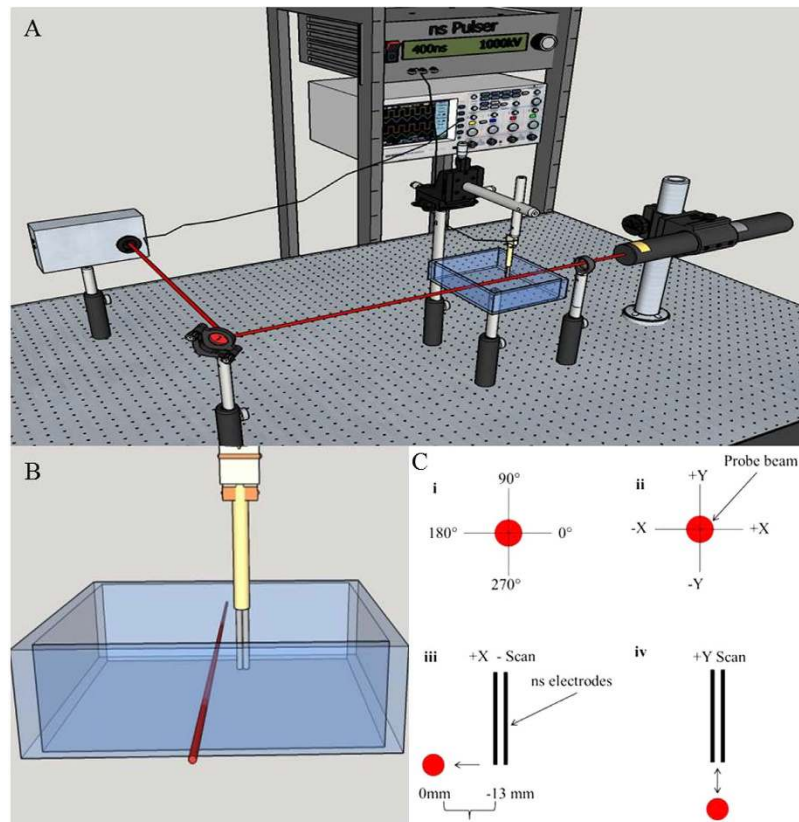 A
ns Pulser
400ns 1000kV
B
C
Probe beam
i
90°
180°
0°
270°
ii
+Y
-X
+X
-Y
iii
+X - Scan
ns electrodes
0mm
-13 mm
iv
+Y Scan